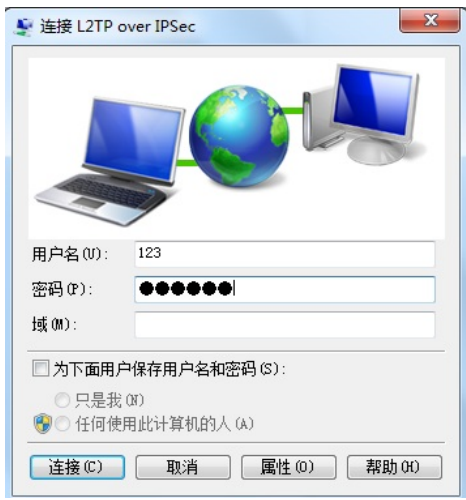 连接 L2TP over IPSec
用户名(U): 123
密码(P): ●●●●●●
域(M):
为下面用户保存用户名和密码(S):
只是我(N)
任何使用此计算机的人(A)
连接(C) 取消 属性(O) 帮助(H)